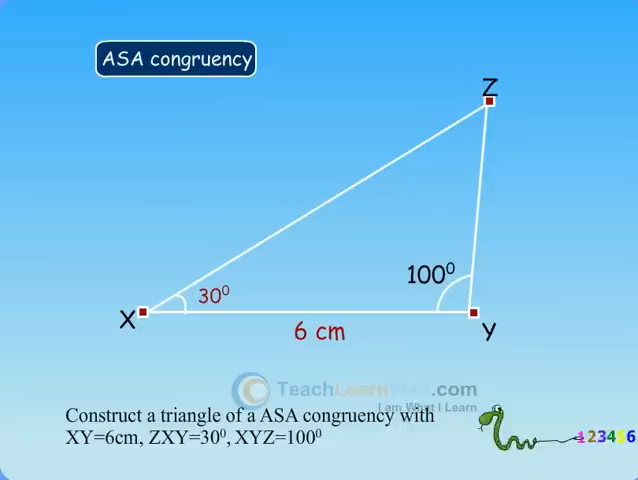 ASA congruency
Z
100⁰
30⁰
X
Y
6 cm
TeachLearnWeb.com
I am What I Learn
Construct a triangle of a ASA congruency with
XY=6cm, ZXY=30⁰, XYZ=100⁰
123456